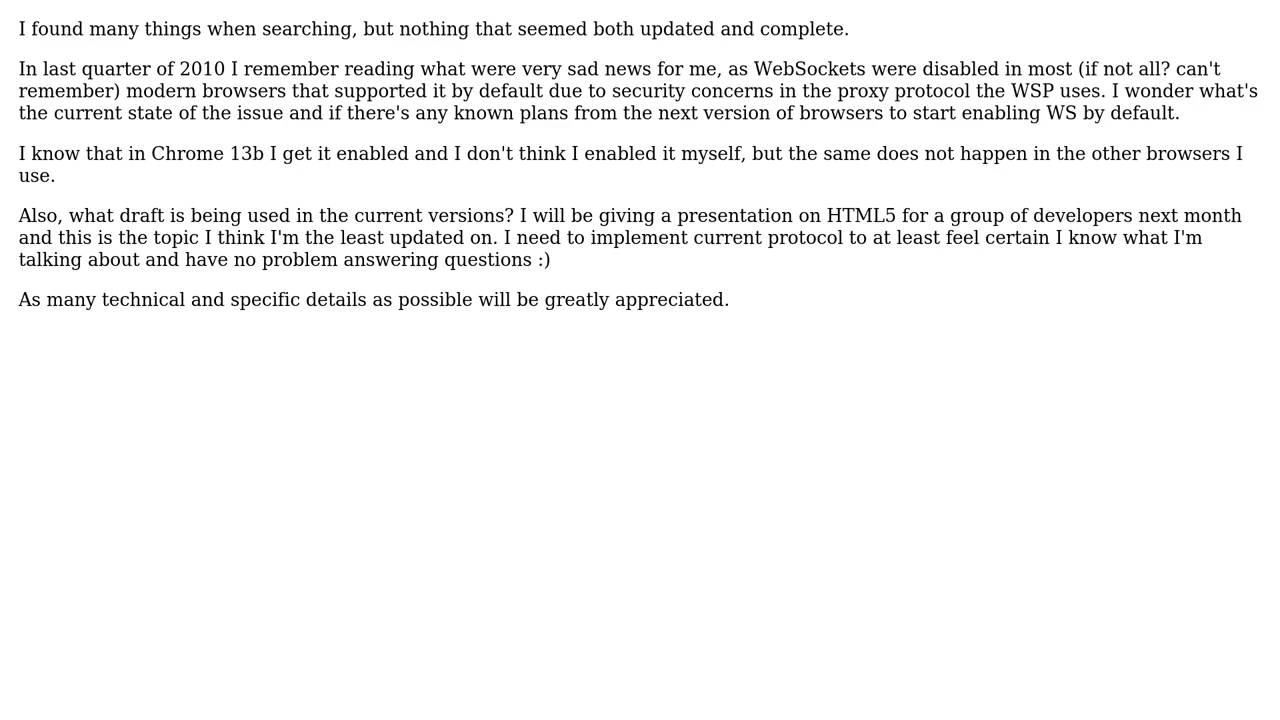 I found many things when searching, but nothing that seemed both updated and complete.
In last quarter of 2010 I remember reading what were very sad news for me, as WebSockets were disabled in most (if not all? can't
remember) modern browsers that supported it by default due to security concerns in the proxy protocol the WSP uses. I wonder what's
the current state of the issue and if there's any known plans from the next version of browsers to start enabling WS by default.
I know that in Chrome 13b I get it enabled and I don't think I enabled it myself, but the same does not happen in the other browsers I
use.
Also, what draft is being used in the current versions? I will be giving a presentation on HTML5 for a group of developers next month
and this is the topic I think I'm the least updated on. I need to implement current protocol to at least feel certain I know what I'm
talking about and have no problem answering questions :)
As many technical and specific details as possible will be greatly appreciated.